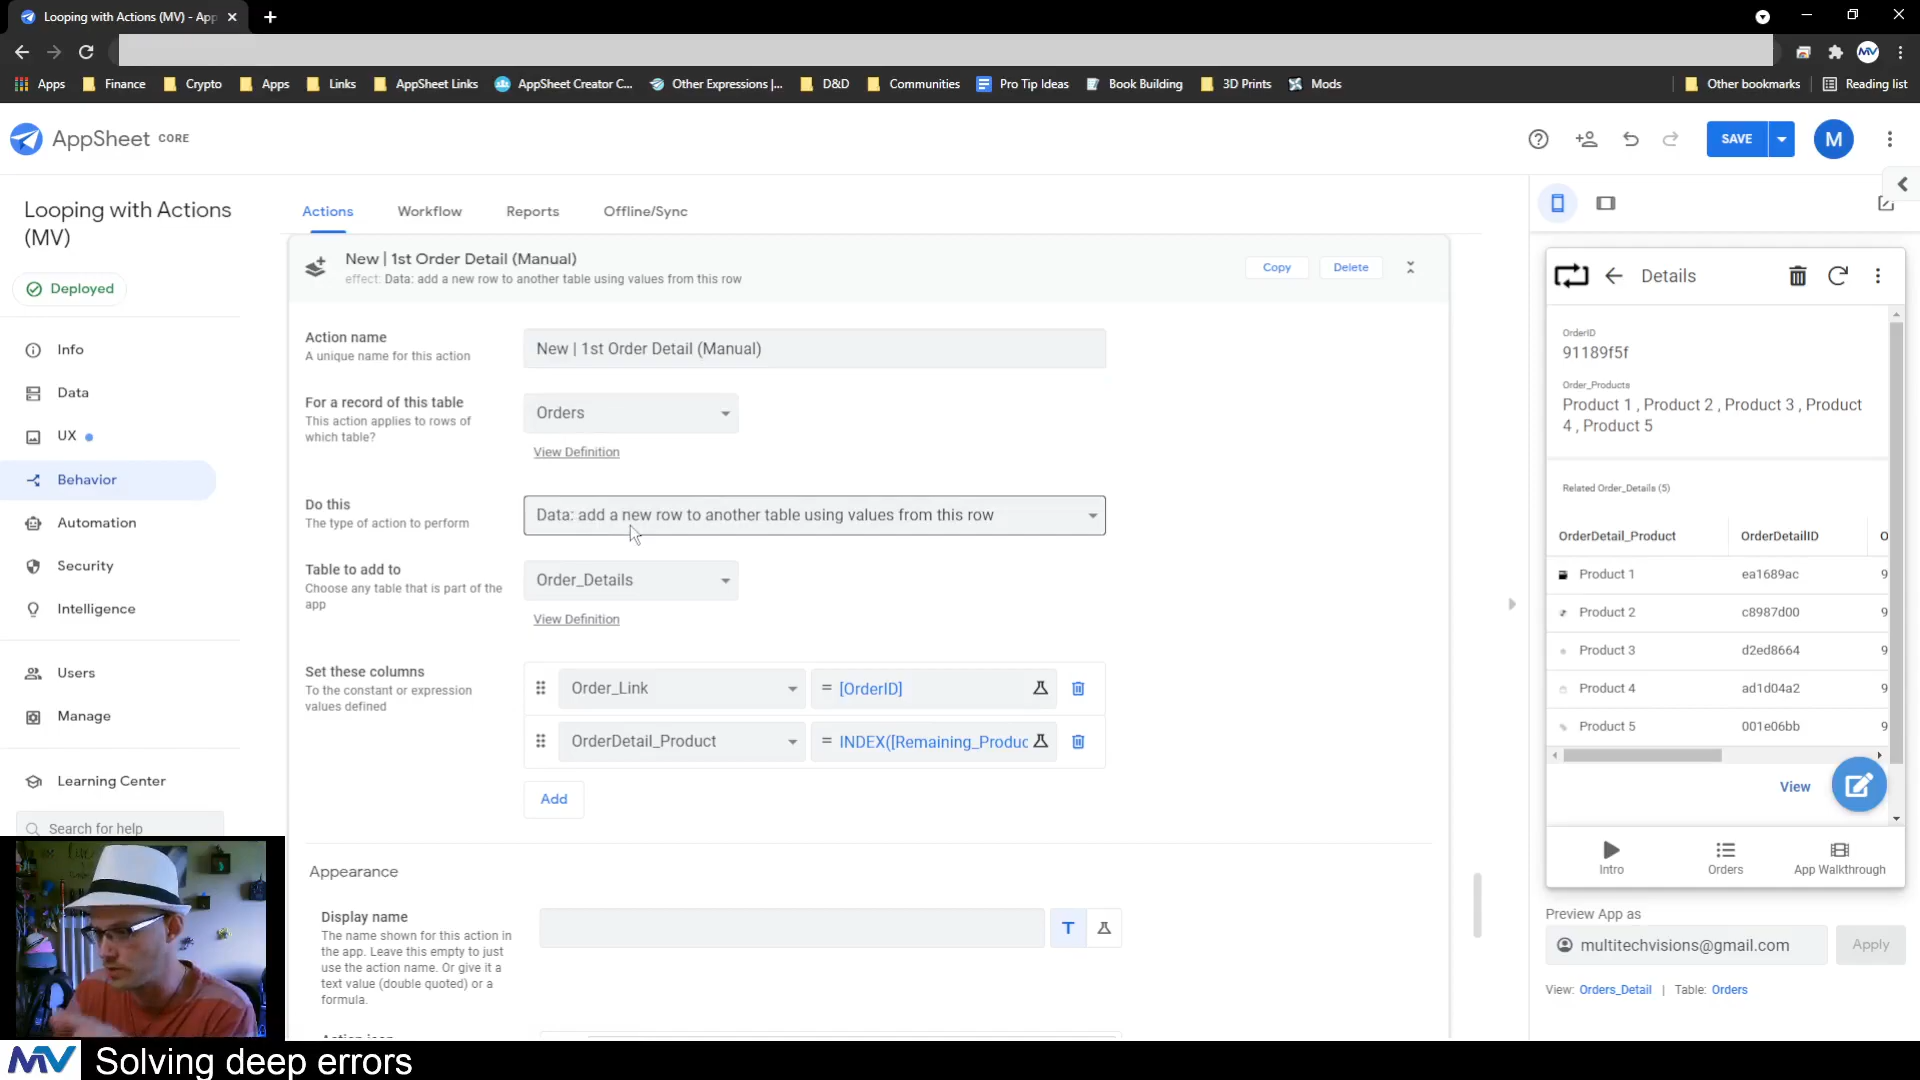 Looping with Actions (MV) - App
Apps
Finance
Crypto
Apps
Links
AppSheet Links
AppSheet Creator C...
Other Expressions |...
D&D
Communities
Pro Tip Ideas
Book Building
3D Prints
Mods
Other bookmarks
Reading list
AppSheet CORE
SAVE
M
Looping with Actions
(MV)
Deployed
Info
Data
UX
Behavior
Automation
Security
Intelligence
Users
Manage
Learning Center
Search for help
Actions
Workflow
Reports
Offline/Sync
New | 1st Order Detail (Manual)
effect: Data: add a new row to another table using values from this row
Copy
Delete
Action name
A unique name for this action
New | 1st Order Detail (Manual)
For a record of this table
This action applies to rows of
which table?
Orders
View Definition
Do this
The type of action to perform
Data: add a new row to another table using values from this row
Table to add to
Choose any table that is part of the
app
Order_Details
View Definition
Set these columns
To the constant or expression
values defined
Order_Link
= [OrderID]
OrderDetail_Product
= INDEX([Remaining_Produc
Add
Appearance
Display name
The name shown for this action in
the app. Leave this empty to just
use the action name. Or give it a
text value (double quoted) or a
formula.
T
Action icon
Details
OrderID
91189f5f
Order_Products
Product 1 , Product 2 , Product 3 , Product
4 , Product 5
Related Order_Details (5)
OrderDetail_Product
OrderDetailID
O
Product 1
ea1689ac
9
Product 2
c8987d00
9
Product 3
d2ed8664
9
Product 4
ad1d04a2
9
Product 5
001e06bb
9
View
Intro
Orders
App Walkthrough
Preview App as
multitechvisions@gmail.com
Apply
View: Orders_Detail | Table: Orders
MV Solving deep errors